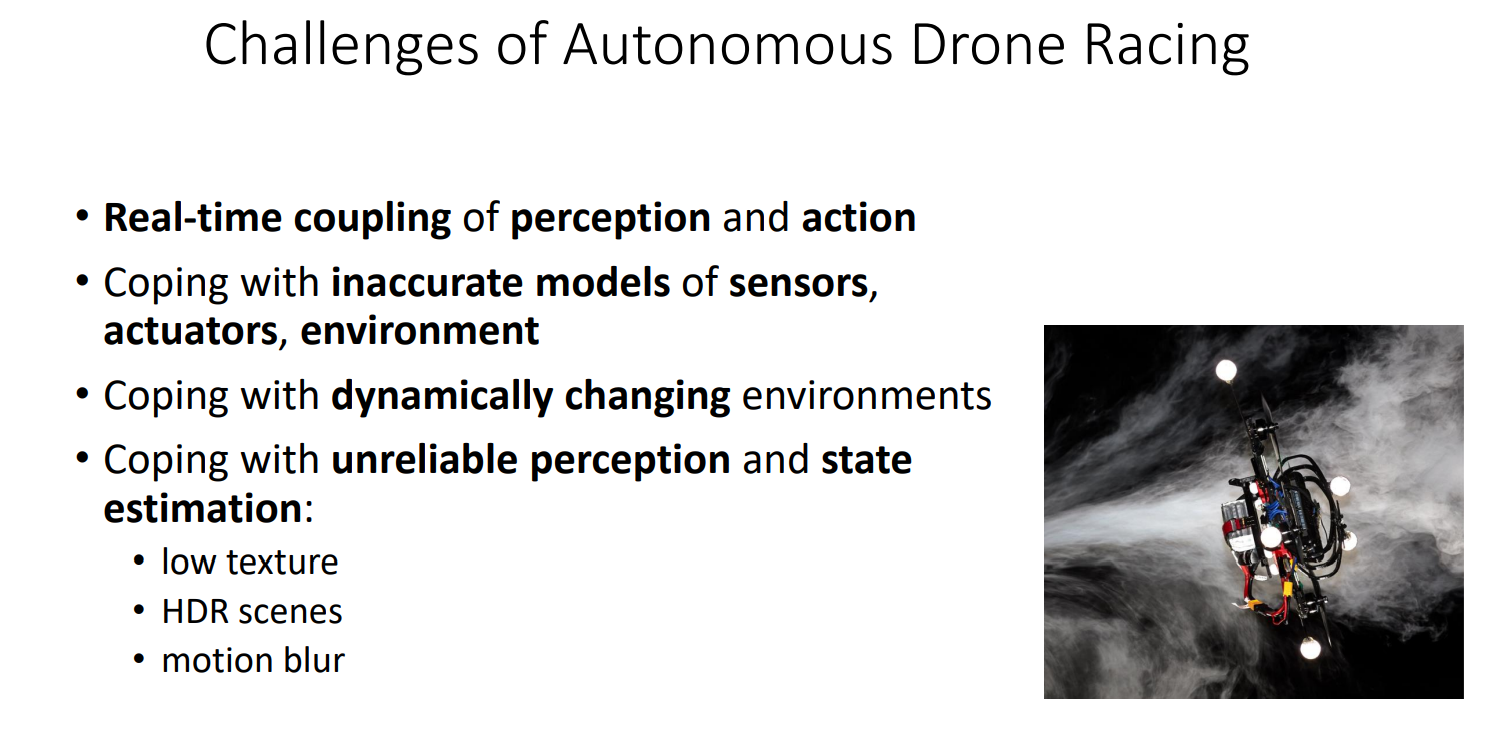 Challenges of Autonomous Drone Racing
• Real-time coupling of perception and action
• Coping with inaccurate models of sensors,
actuators, environment
• Coping with dynamically changing environments
• Coping with unreliable perception and state
estimation:
• low texture
• HDR scenes
• motion blur